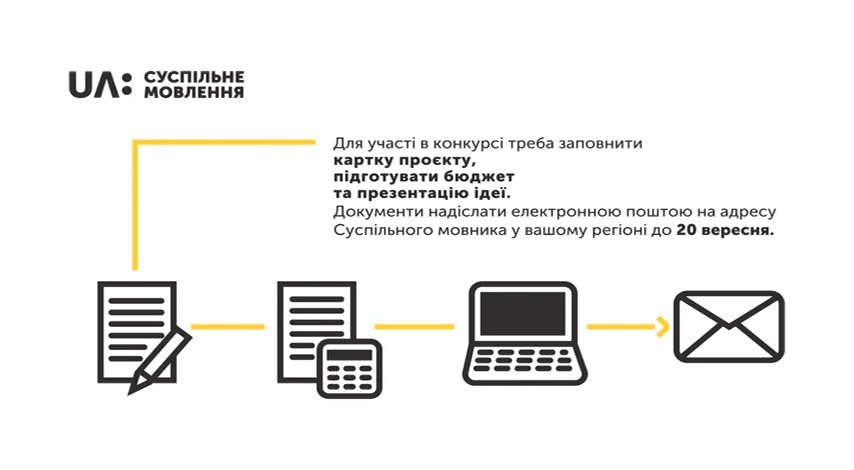 UA: СУСПІЛЬНЕ
МОВЛЕННЯ
Для участі в конкурсі треба заповнити
картку проєкту,
підготувати бюджет
та презентацію ідеї.
Документи надіслати електронною поштою на адресу
Суспільного мовника у вашому регіоні до 20 вересня.